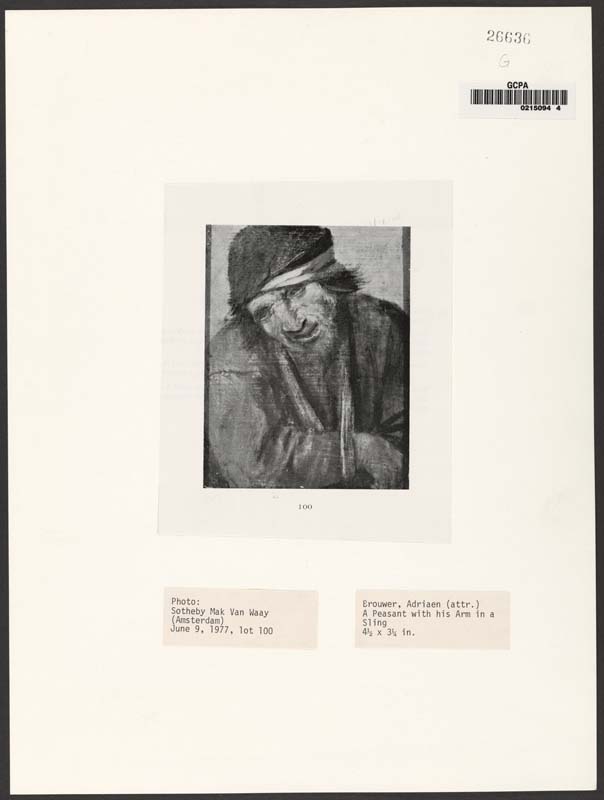 26636
G
GCPA
0215094 4
100
Photo:
Sotheby Mak Van Waay
(Amsterdam)
June 9, 1977, lot 100
Brouwer, Adriaen (attr.)
A Peasant with his Arm in a
Sling
4½ x 3¼ in.